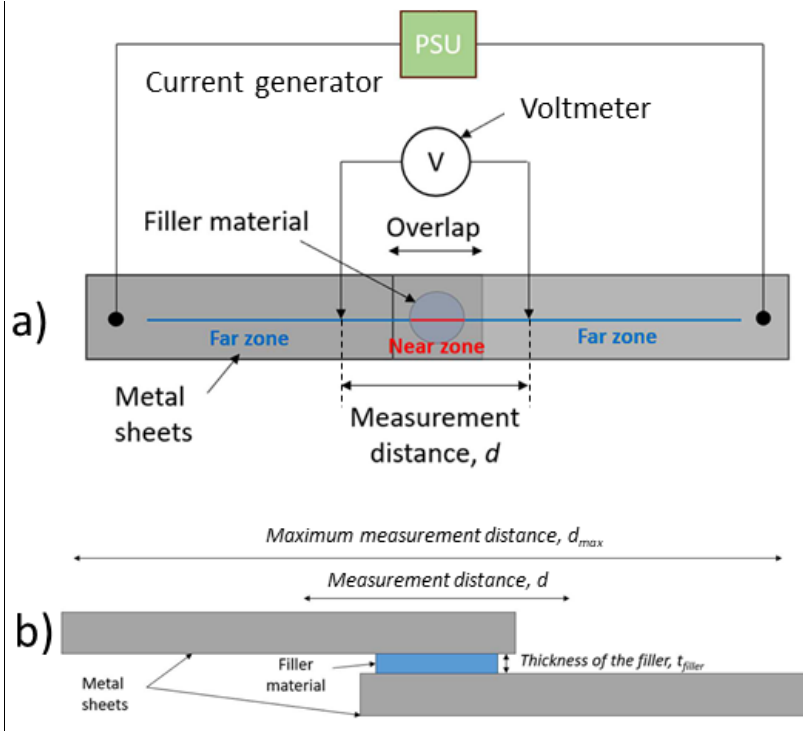 PSU
Current generator
Voltmeter
V
Filler material
Overlap
a)
Far zone
Near zone
Far zone
Metal
sheets
Measurement
distance, d
Maximum measurement distance, dmax
Measurement distance, d
b)
Filler
material
Thickness of the filler, tfiller
Metal
sheets